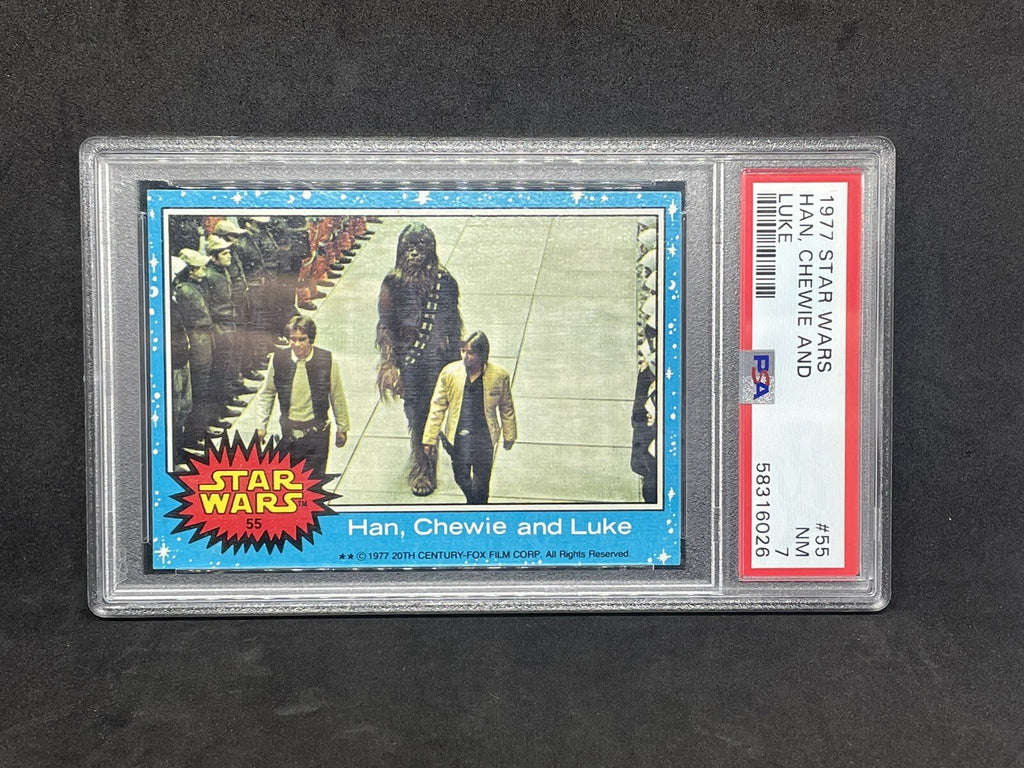 STAR
WARS™
55
Han, Chewie and Luke
★★ © 1977 20TH CENTURY-FOX FILM CORP. All Rights Reserved.
1977 STAR WARS
HAN, CHEWIE AND
LUKE
PSA
#55
NM 7
58316026